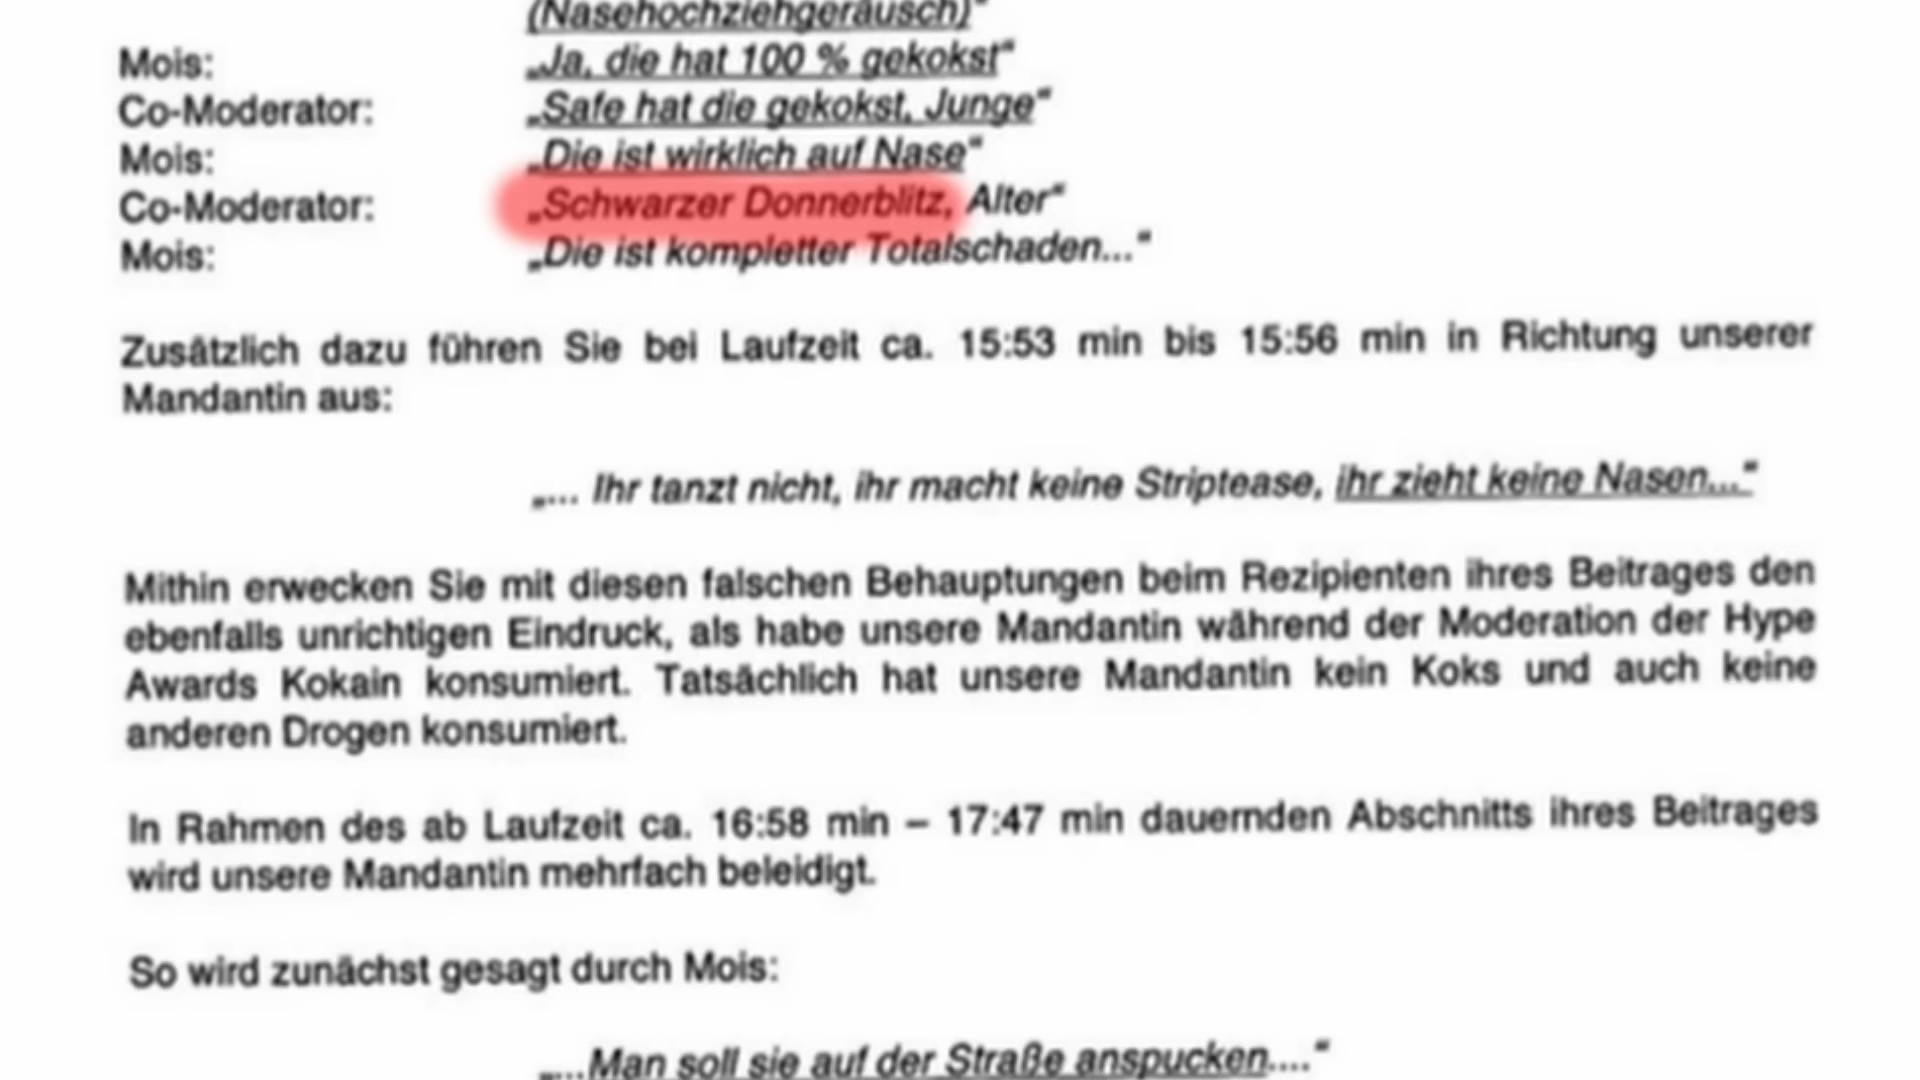 (Nasehochziehgeräusch)“
Mois: „Ja, die hat 100 % gekokst“
Co-Moderator: „Safe hat die gekokst, Junge“
Mois: „Die ist wirklich auf Nase“
Co-Moderator: „Schwarzer Donnerblitz, Alter“
Mois: „Die ist kompletter Totalschaden...“
Zusätzlich dazu führen Sie bei Laufzeit ca. 15:53 min bis 15:56 min in Richtung unserer
Mandantin aus:
„... Ihr tanzt nicht, ihr macht keine Striptease, ihr zieht keine Nasen...“
Mithin erwecken Sie mit diesen falschen Behauptungen beim Rezipienten ihres Beitrages den
ebenfalls unrichtigen Eindruck, als habe unsere Mandantin während der Moderation der Hype
Awards Kokain konsumiert. Tatsächlich hat unsere Mandantin kein Koks und auch keine
anderen Drogen konsumiert.
In Rahmen des ab Laufzeit ca. 16:58 min – 17:47 min dauernden Abschnitts ihres Beitrages
wird unsere Mandantin mehrfach beleidigt.
So wird zunächst gesagt durch Mois:
„...Man soll sie auf der Straße anspucken....“